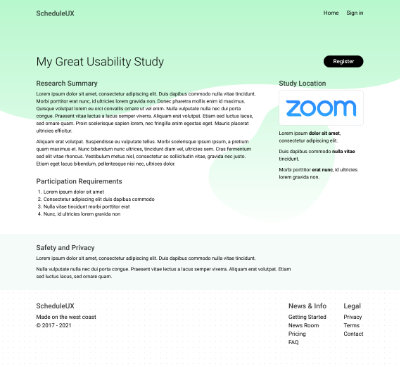 ScheduleUX
Home Sign in
My Great Usability Study
Register
Research Summary
Lorem ipsum dolor sit amet, consectetur adipiscing elit. Duis dapibus commodo nulla vitae tincidunt.
Morbi porttitor erat nunc, id ultricies lorem gravida non. Donec pharetra mollis enim id maximus.
Quisque volutpat lorem eu orci convallis ornare ut vel enim. Nulla vulputate nulla nec dui porta
congue. Praesent vitae lectus a lacus semper viverra. Aliquam erat volutpat. Etiam sed luctus lacus,
sed ornare quam. Proin scelerisque sapien lorem, nec fringilla enim egestas eget. Mauris placerat
ultricies efficitur.
Aliquam erat volutpat. Suspendisse eu vulputate tellus. Morbi scelerisque ipsum ipsum, a pretium
quam maximus et. Nunc bibendum nunc ultrices, tincidunt diam vel, ultricies sem. Cras fermentum
sed elit vitae rhoncus. Vestibulum metus nisl, consectetur ac sollicitudin vitae, gravida nec justo.
Etiam eget lacus bibendum, pellentesque nisi nec, ultrices dolor.
Participation Requirements
1. Lorem ipsum dolor sit amet
2. Consectetur adipiscing elit duis dapibus commodo
3. Nulla vitae tincidunt morbi porttitor erat
4. Nunc, id ultricies lorem gravida non
Study Location
zoom
Lorem ipsum dolor sit amet,
consectetur adipiscing elit.
Duis dapibus commodo nulla vitae
tincidunt.
Morbi porttitor erat nunc, id ultricies
lorem gravida non.
Safety and Privacy
Lorem ipsum dolor sit amet, consectetur adipiscing elit. Duis dapibus commodo nulla vitae tincidunt.
Nulla vulputate nulla nec dui porta congue. Praesent vitae lectus a lacus semper viverra. Aliquam erat volutpat. Etiam
sed luctus lacus, sed ornare quam.
ScheduleUX
Made on the west coast
© 2017 - 2021
News & Info
Getting Started
News Room
Pricing
FAQ
Legal
Privacy
Terms
Contact